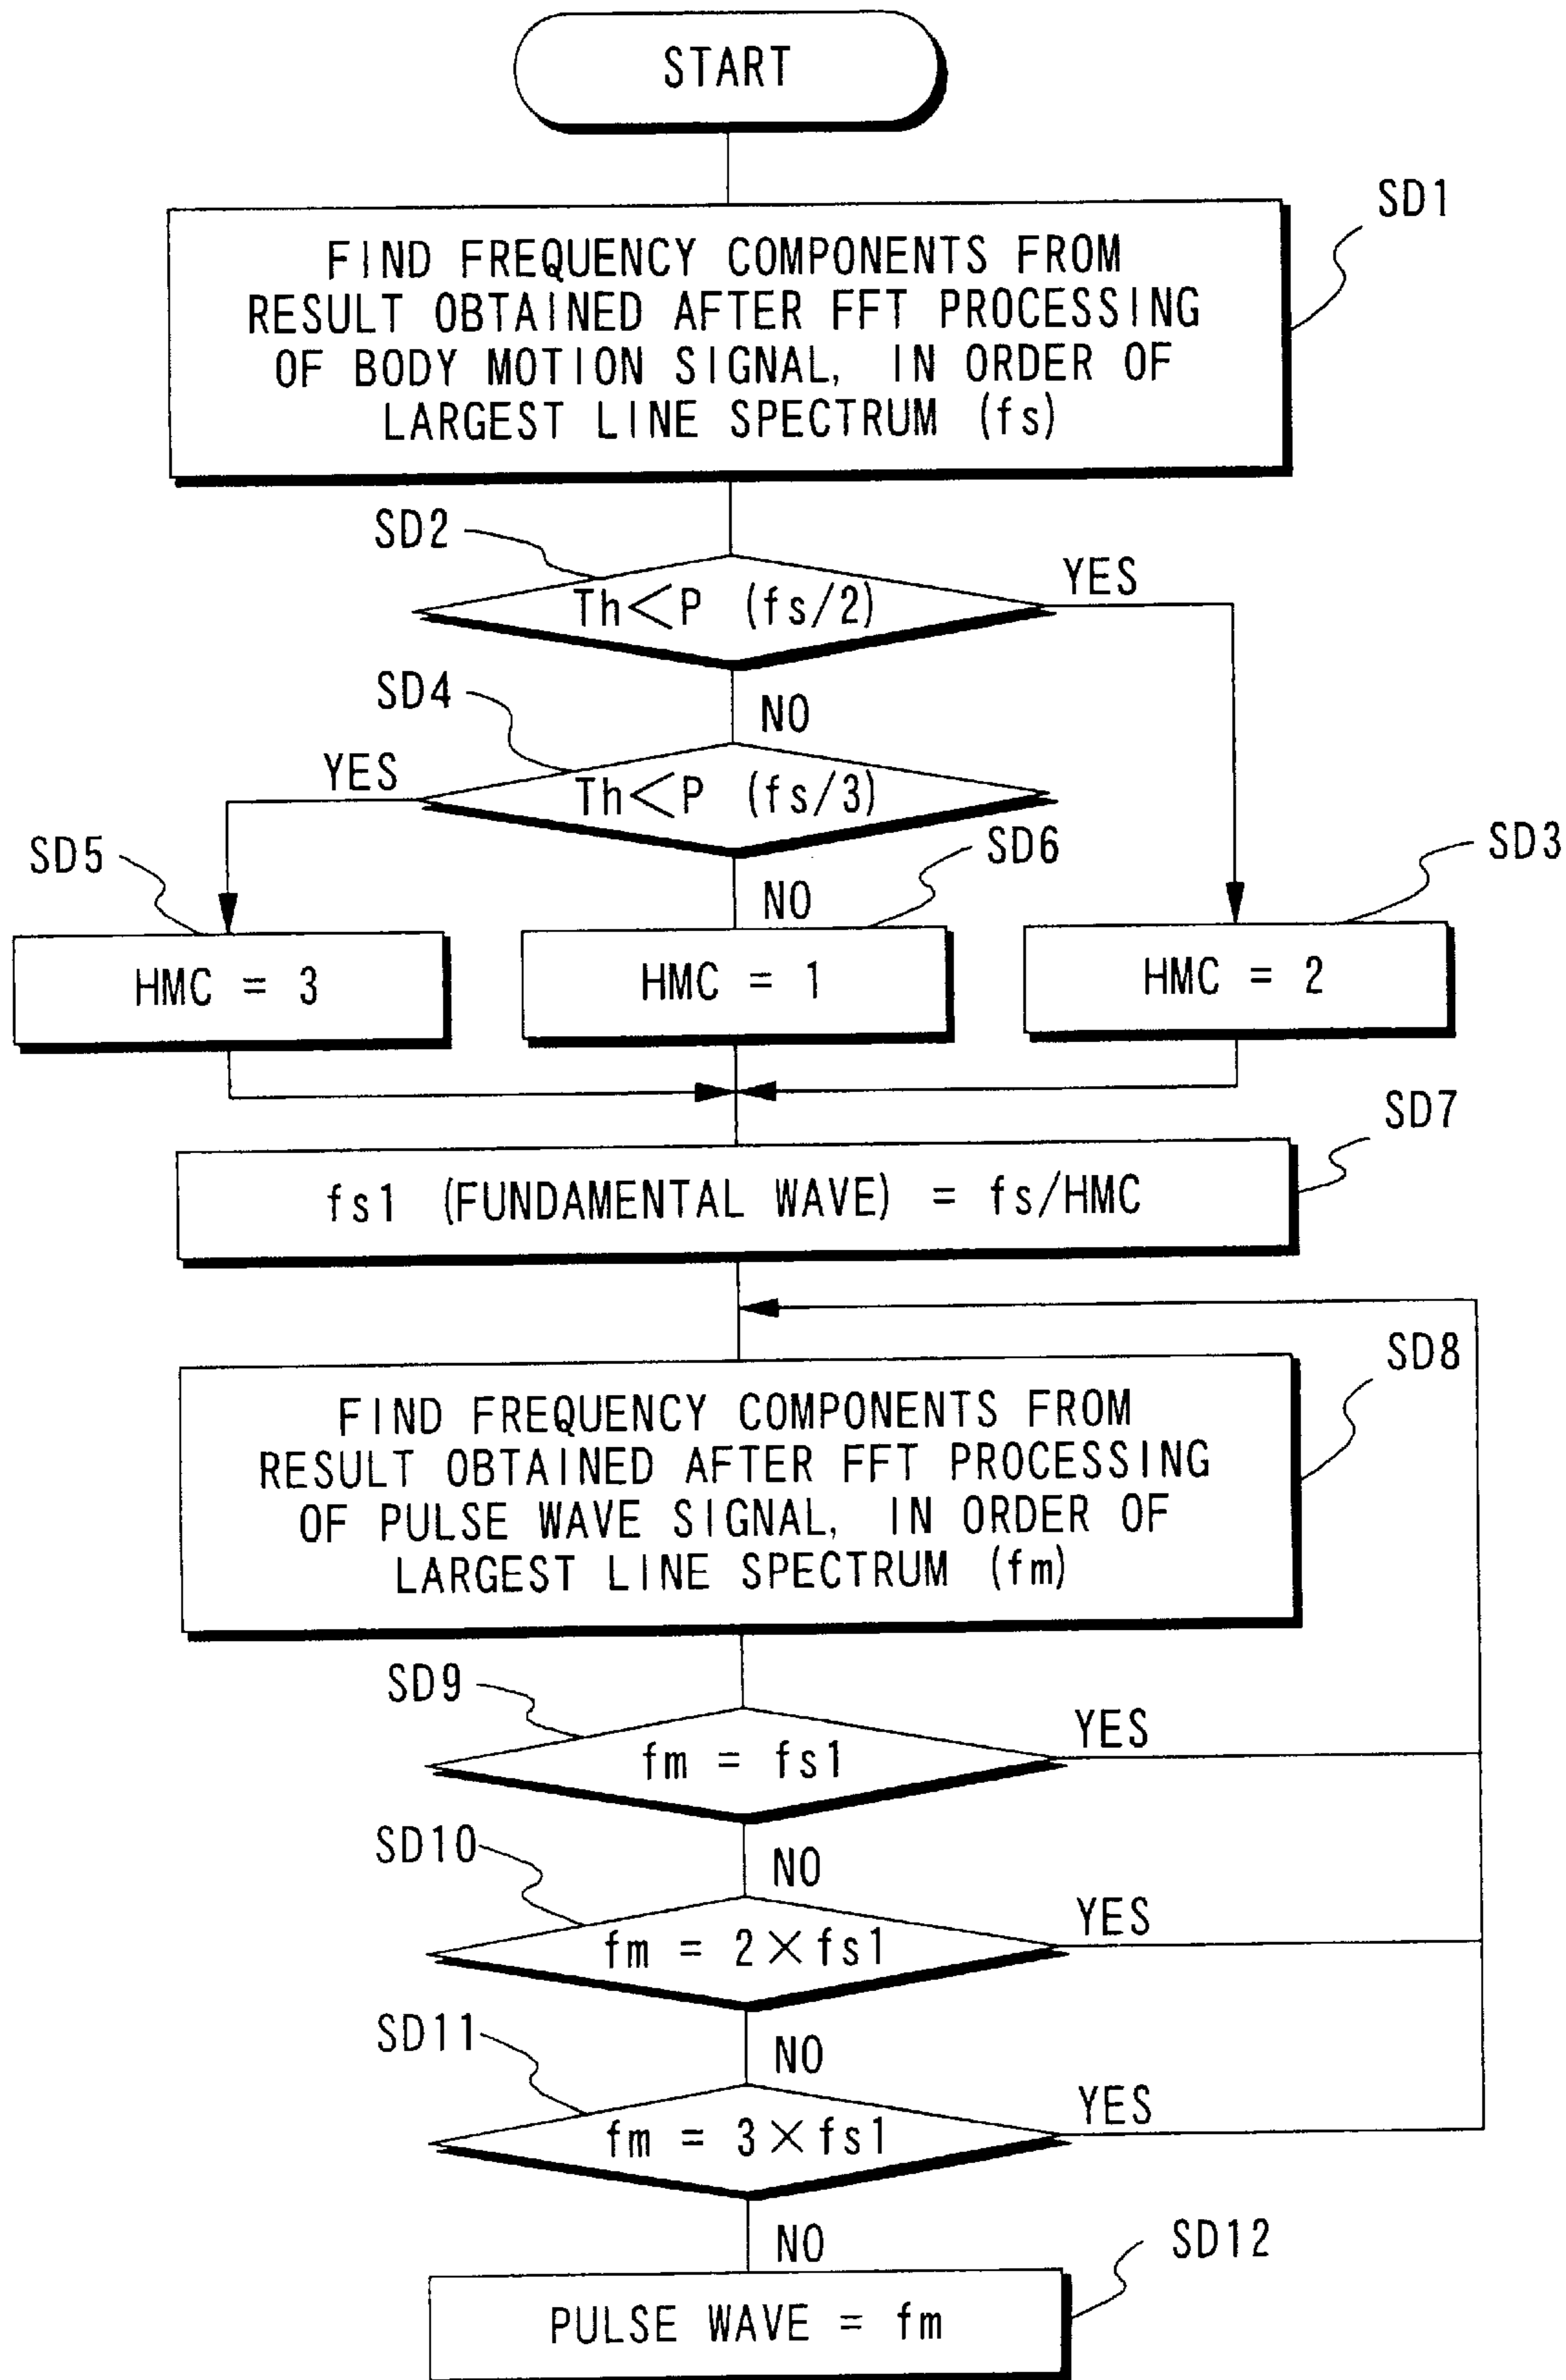 START
SD1
FIND FREQUENCY COMPONENTS FROM
RESULT OBTAINED AFTER FFT PROCESSING
OF BODY MOTION SIGNAL, IN ORDER OF
LARGEST LINE SPECTRUM (fs)
SD2
Th<P (fs/2)
YES
NO
SD4
Th<P (fs/3)
YES
NO
SD5
SD6
SD3
HMC = 3
HMC = 1
HMC = 2
SD7
fs1 (FUNDAMENTAL WAVE) = fs/HMC
SD8
FIND FREQUENCY COMPONENTS FROM
RESULT OBTAINED AFTER FFT PROCESSING
OF PULSE WAVE SIGNAL, IN ORDER OF
LARGEST LINE SPECTRUM (fm)
SD9
fm = fs1
YES
NO
SD10
fm = 2×fs1
YES
NO
SD11
fm = 3×fs1
YES
NO
SD12
PULSE WAVE = fm